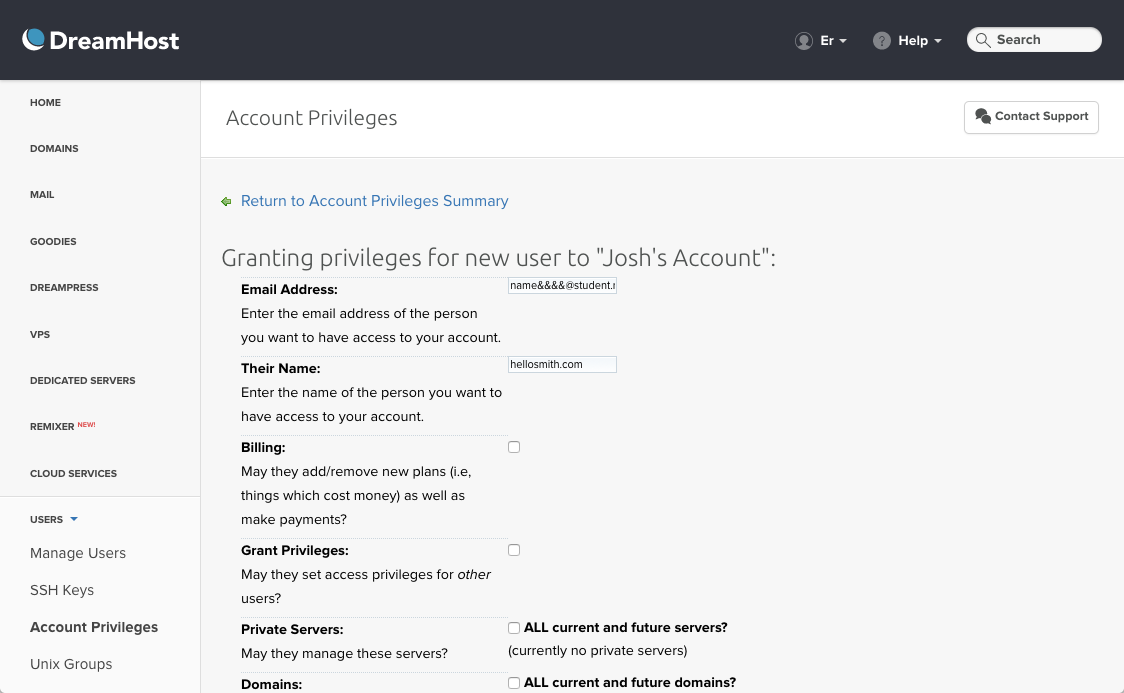 DreamHost
Er
Help
Search
HOME
DOMAINS
MAIL
GOODIES
DREAMPRESS
VPS
DEDICATED SERVERS
REMIXER NEW!
CLOUD SERVICES
USERS
Manage Users
SSH Keys
Account Privileges
Unix Groups
Account Privileges
Contact Support
Return to Account Privileges Summary
Granting privileges for new user to "Josh's Account":
Email Address:
name&&&&@student.
Enter the email address of the person
you want to have access to your account.
Their Name:
hellosmith.com
Enter the name of the person you want to
have access to your account.
Billing:
May they add/remove new plans (i.e,
things which cost money) as well as
make payments?
Grant Privileges:
May they set access privileges for other
users?
Private Servers:
ALL current and future servers?
May they manage these servers?
(currently no private servers)
Domains:
ALL current and future domains?